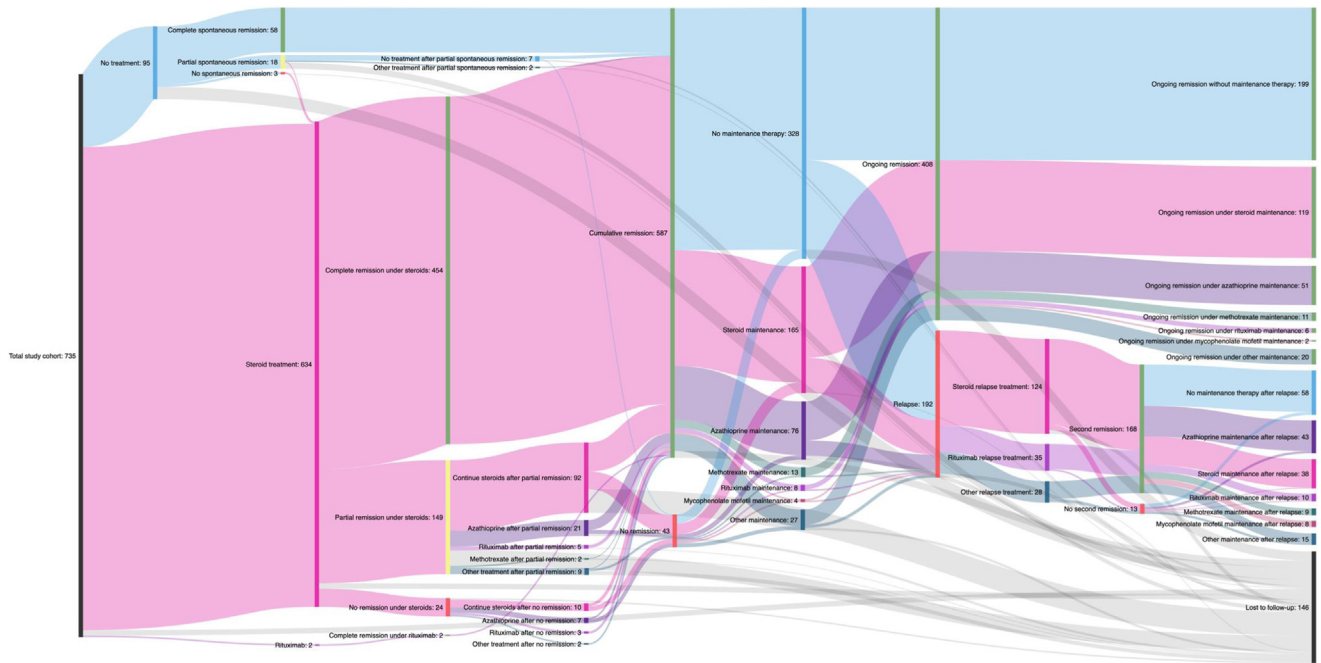 Total study cohort: 735
No treatment: 95
Complete spontaneous remission: 58
Partial spontaneous remission: 18
No spontaneous remission: 3
Steroid treatment: 634
Rituximab: 2
Complete remission under steroids: 454
Partial remission under steroids: 149
No remission under steroids: 24
Complete remission under rituximab: 2
No treatment after partial spontaneous remission: 7
Other treatment after partial spontaneous remission: 2
Continue steroids after partial remission: 92
Azathioprine after partial remission: 21
Rituximab after partial remission: 5
Methotrexate after partial remission: 2
Other treatment after partial remission: 9
Continue steroids after no remission: 10
Azathioprine after no remission: 7
Rituximab after no remission: 3
Other treatment after no remission: 2
Cumulative remission: 587
No remission: 43
No maintenance therapy: 328
Steroid maintenance: 165
Azathioprine maintenance: 76
Methotrexate maintenance: 13
Rituximab maintenance: 8
Mycophenolate mofetil maintenance: 4
Other maintenance: 27
Ongoing remission: 408
Relapse: 192
Steroid relapse treatment: 124
Rituximab relapse treatment: 35
Other relapse treatment: 28
Second remission: 168
No second remission: 13
Ongoing remission without maintenance therapy: 199
Ongoing remission under steroid maintenance: 119
Ongoing remission under azathioprine maintenance: 51
Ongoing remission under methotrexate maintenance: 11
Ongoing remission under rituximab maintenance: 6
Ongoing remission under mycophenolate mofetil maintenance: 2
Ongoing remission under other maintenance: 20
No maintenance therapy after relapse: 58
Azathioprine maintenance after relapse: 43
Steroid maintenance after relapse: 38
Rituximab maintenance after relapse: 10
Methotrexate maintenance after relapse: 9
Mycophenolate mofetil maintenance after relapse: 8
Other maintenance after relapse: 15
Lost to follow-up: 146